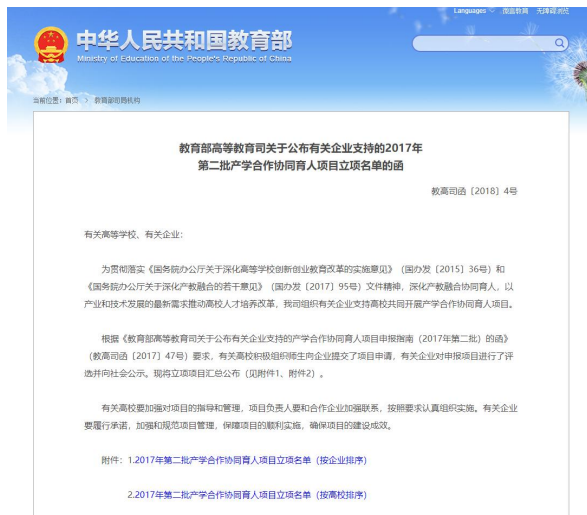 Languages 微言教育 无障碍浏览
中华人民共和国教育部
Ministry of Education of the People's Republic of China
当前位置：首页 > 教育部司局机构
教育部高等教育司关于公布有关企业支持的2017年
第二批产学合作协同育人项目立项名单的函
教高司函〔2018〕4号
有关高等学校、有关企业：
为贯彻落实《国务院办公厅关于深化高等学校创新创业教育改革的实施意见》（国办发〔2015〕36号）和
《国务院办公厅关于深化产教融合的若干意见》（国办发〔2017〕95号）文件精神，深化产教融合协同育人，以
产业和技术发展的最新需求推动高校人才培养改革，我司组织有关企业支持高校共同开展产学合作协同育人项目。
根据《教育部高等教育司关于公布有关企业支持的产学合作协同育人项目申报指南（2017年第二批）的函》
（教高司函〔2017〕47号）要求，有关高校积极组织师生向企业提交了项目申请，有关企业对申报项目进行了评
选并向社会公示。现将立项项目汇总公布（见附件1、附件2）。
有关高校要加强对项目的指导和管理，项目负责人要和合作企业加强联系，按照要求认真组织实施。有关企业
要履行承诺，加强和规范项目管理，保障项目的顺利实施，确保项目的建设成效。
附件：1.2017年第二批产学合作协同育人项目立项名单（按企业排序）
2.2017年第二批产学合作协同育人项目立项名单（按高校排序）